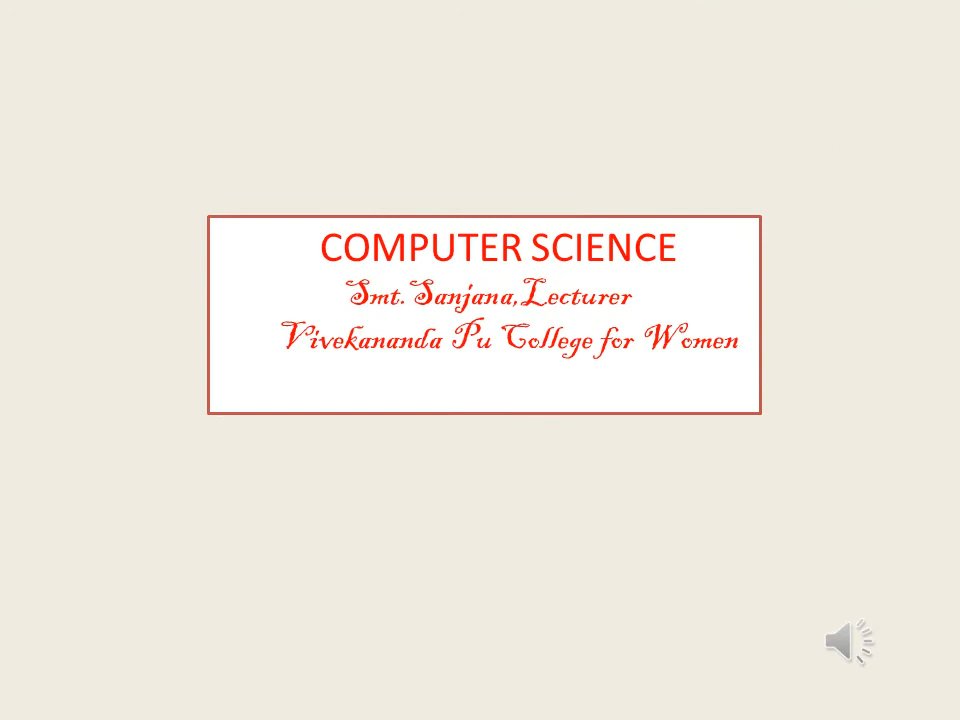 COMPUTER SCIENCE
Smt.Sanjana,Lecturer
Vivekananda Pu College for Women